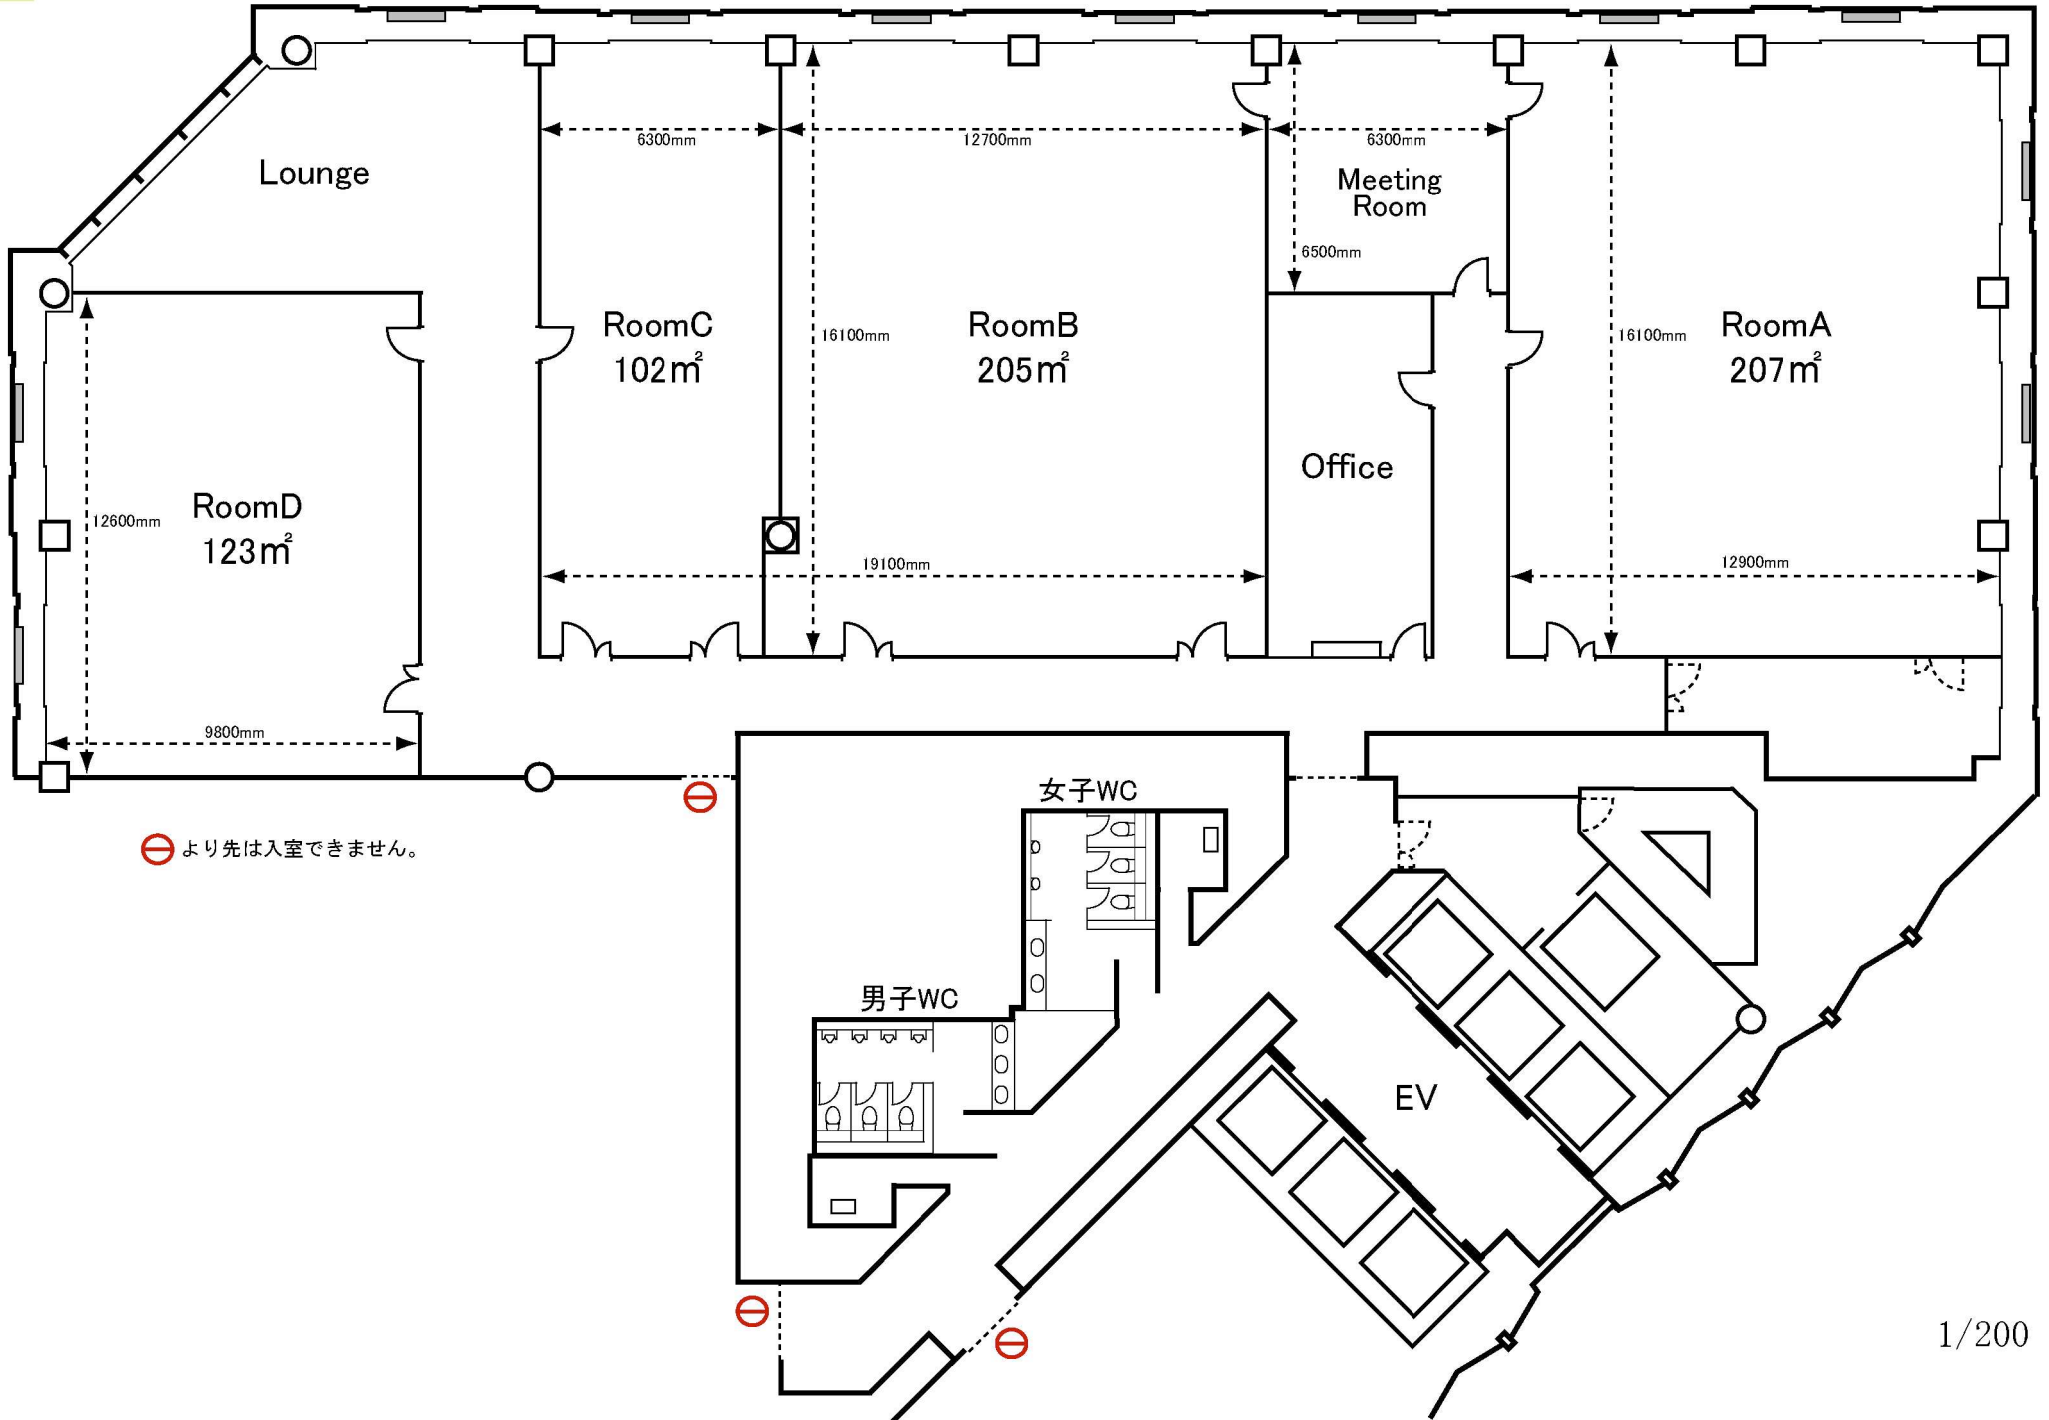 6300mm
12700mm
6300mm
Lounge
Meeting
Room
6500mm
RoomC
102㎡
16100mm
RoomB
205㎡
16100mm
RoomA
207㎡
Office
RoomD
123㎡
12600mm
19100mm
12900mm
9800mm
女子WC
より先は入室できません。
男子WC
EV
1/200